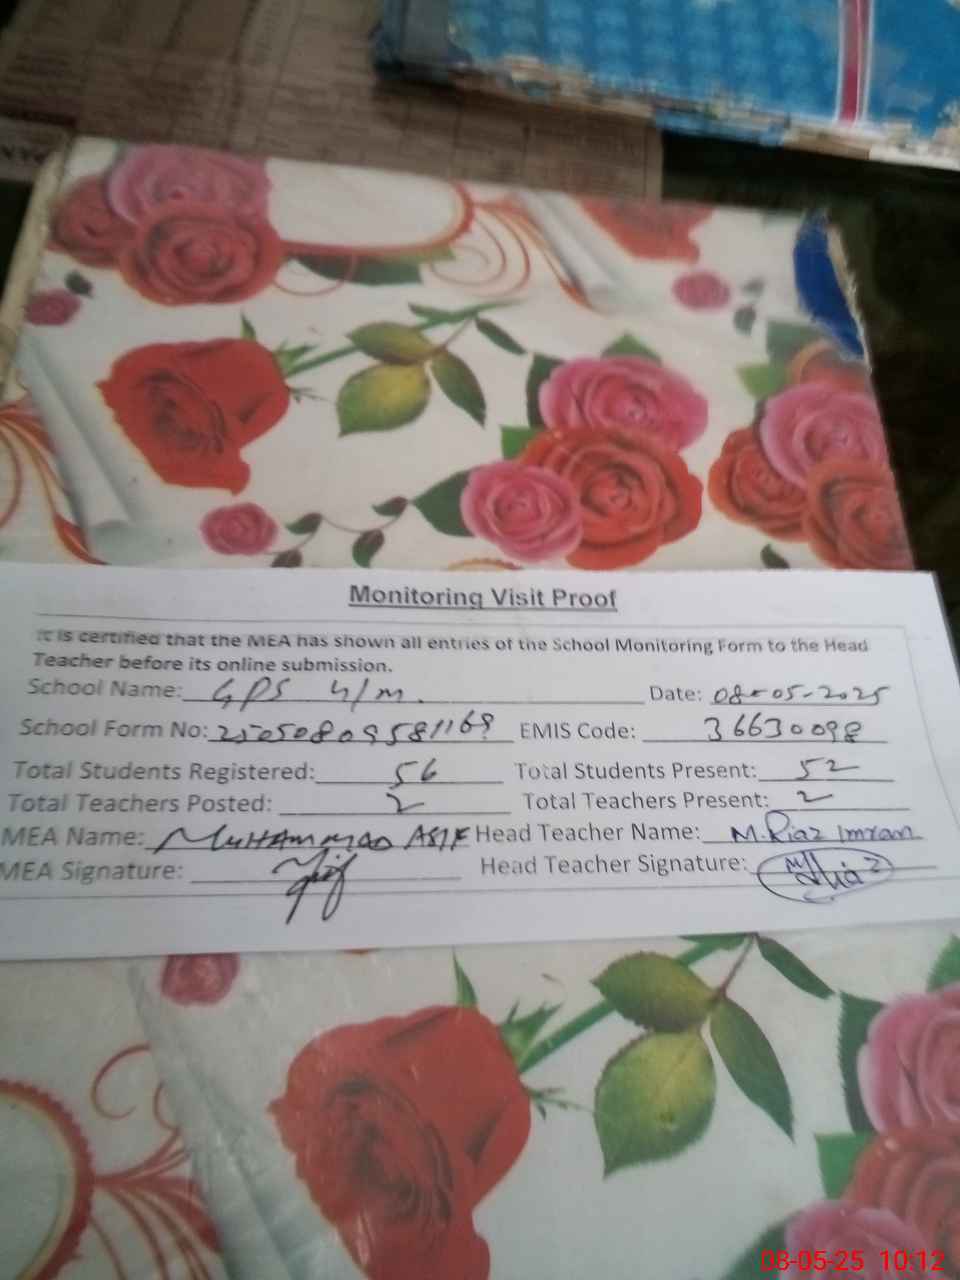 Monitoring Visit Proof
It is certified that the MEA has shown all entries of the School Monitoring Form to the Head
Teacher before its online submission.
School Name: GPS 4/m. Date: 08-05-2025
School Form No: EMIS Code: 36630098
Total Students Registered: 56 Total Students Present: 52
Total Teachers Posted: 2 Total Teachers Present: 2
MEA Name: MUHAMMAD ASIF Head Teacher Name: M.Riaz Imran
MEA Signature: Head Teacher Signature:
08-05-25 10:12